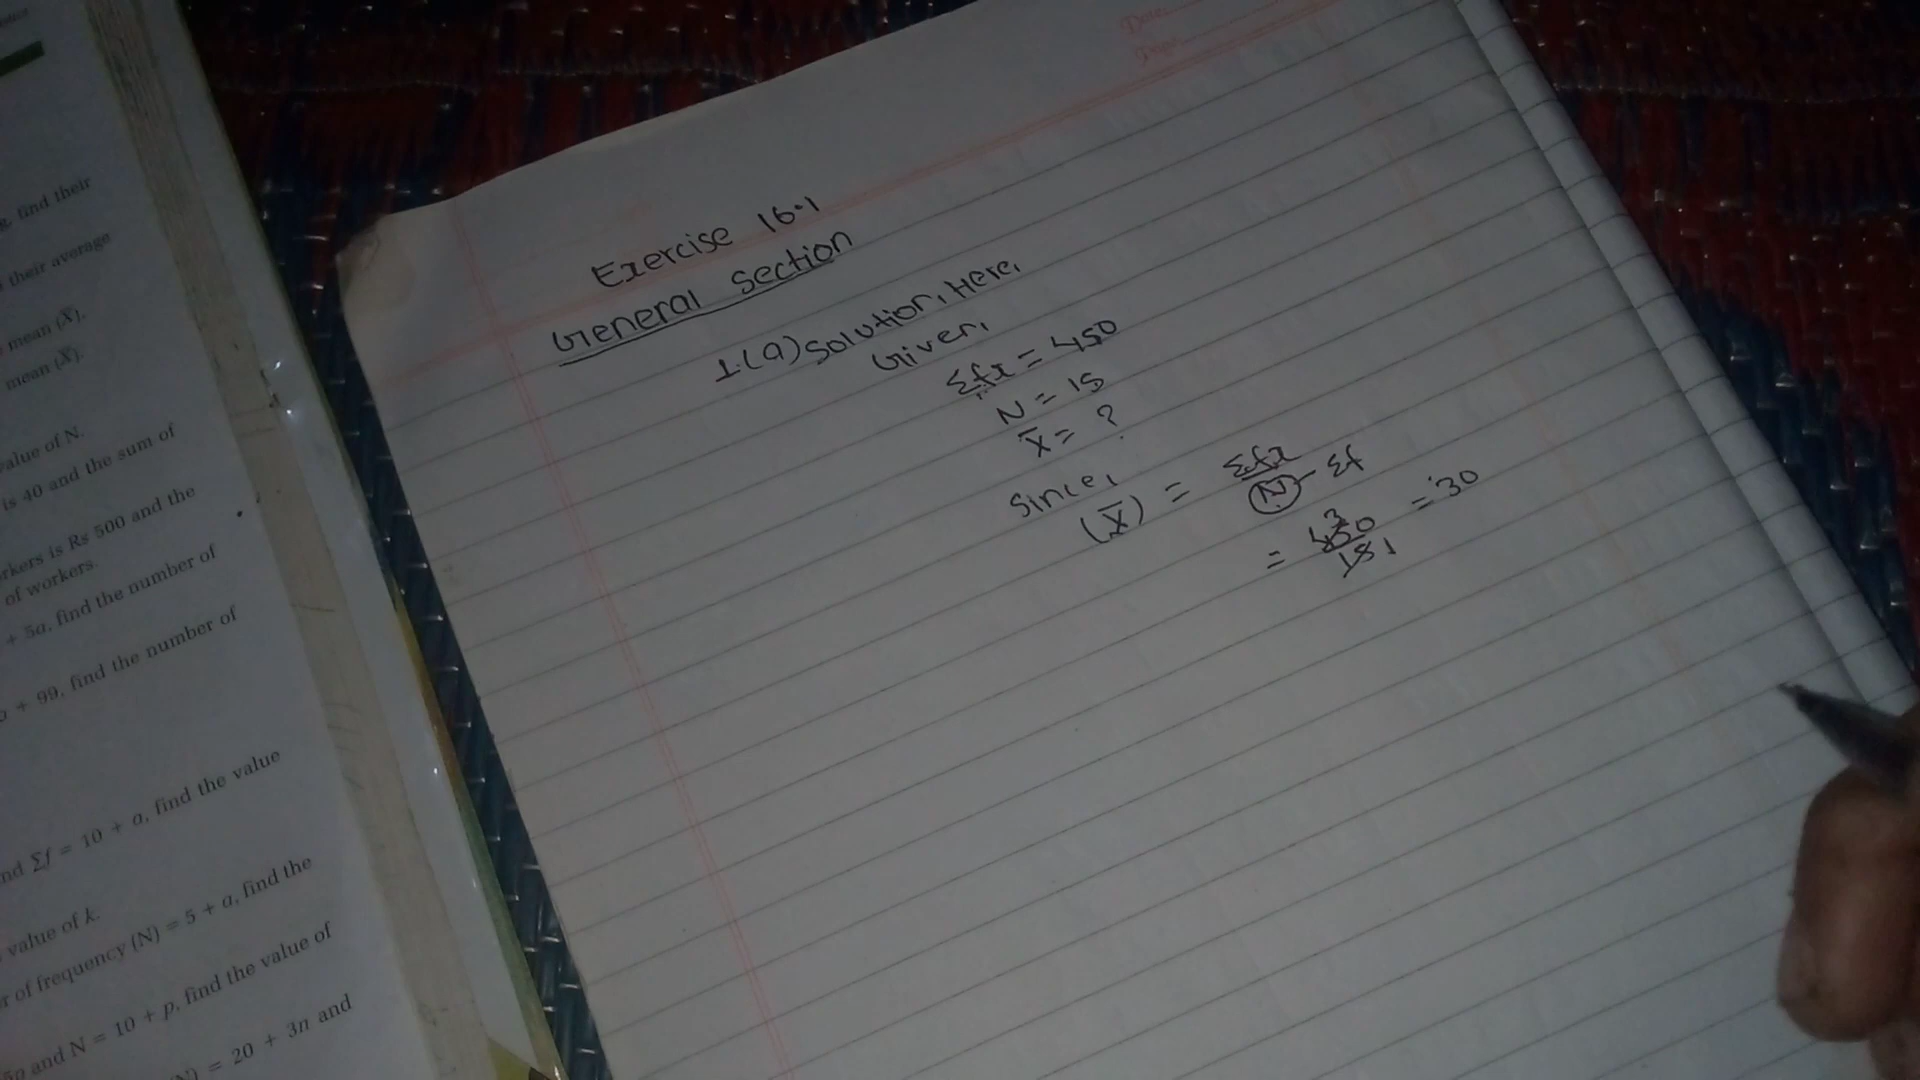 find their
their average
mean (X̄).
mean (X̄).
value of N.
is 40 and the sum of
rkers is Rs 500 and the
of workers.
+ 5a, find the number of
+ 99, find the number of
nd Σf = 10 + a, find the value
value of k.
r of frequency (N) = 5 + a, find the
and N = 10 + p, find the value of
= 20 + 3n and
Exercise 16.1
General Section
1.(a) Solution, Here,
Given,
Σfx = 450
N = 15
X̄ = ?
Since,
(X̄) = Σfx / N - Σf
= 450 / 15 = 30